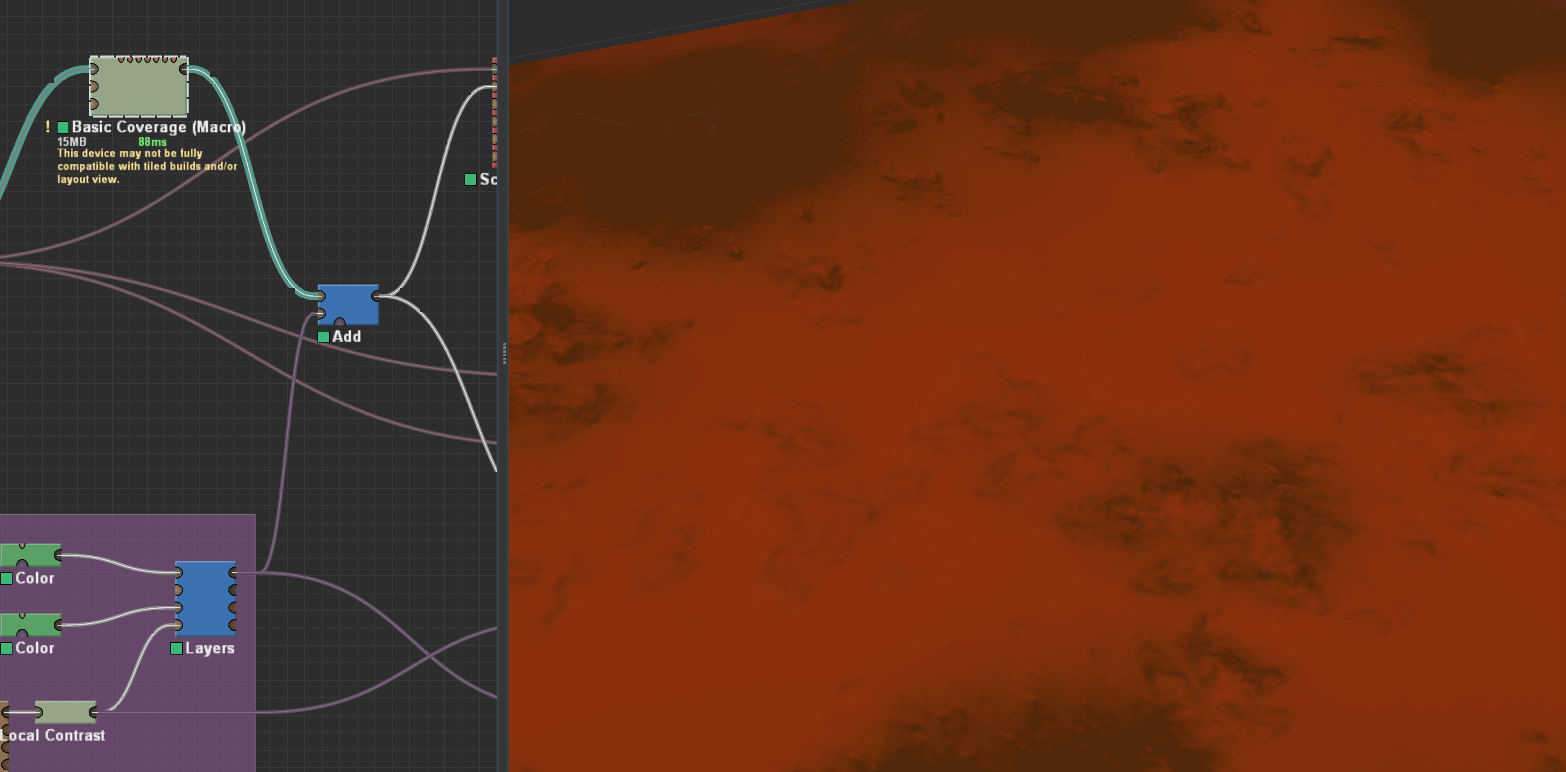 ! Basic Coverage (Macro)
15MB 88ms
This device may not be fully
compatible with tiled builds and/or
layout view.
Sc
Add
Color
Color
Layers
Local Contrast